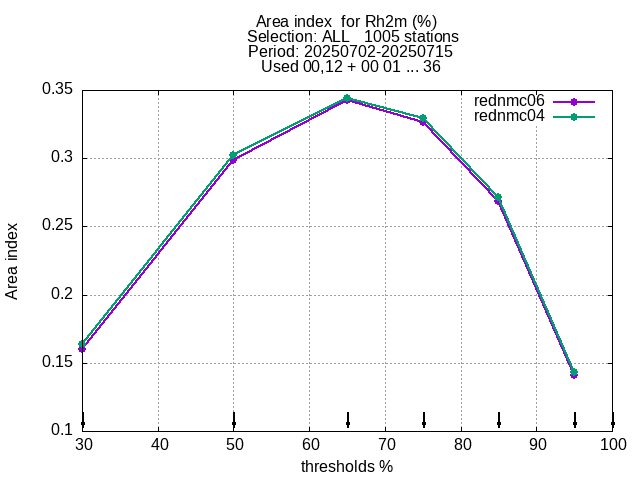 Area index  for Rh2m (%)
Selection: ALL   1005 stations
Period: 20250702-20250715
Used 00,12 + 00 01 ... 36
rednmc06
rednmc04
0.35
0.3
0.25
0.2
0.15
0.1
Area index
30 40 50 60 70 80 90 100
thresholds %